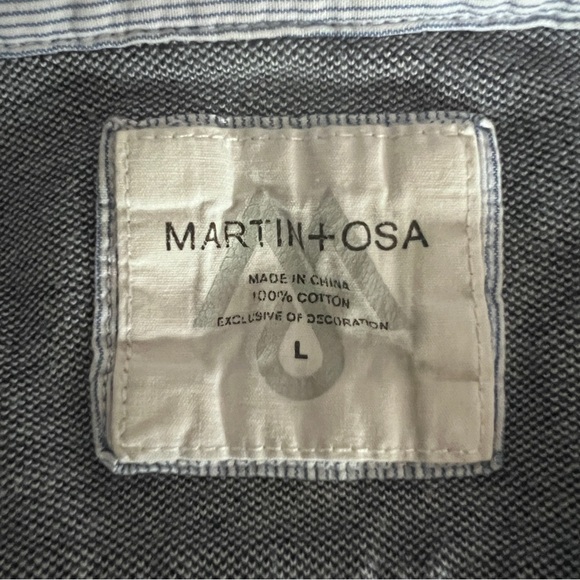 MARTIN+OSA
MADE IN CHINA
100% COTTON
EXCLUSIVE OF DECORATION
L